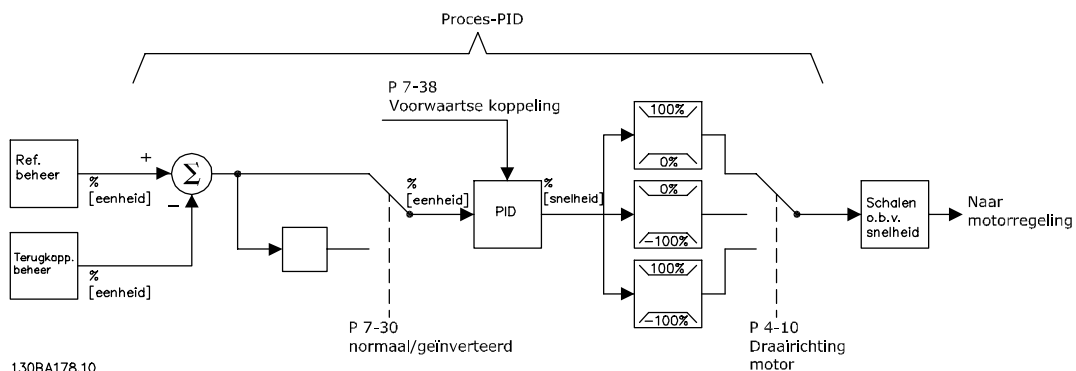 Proces-PID
P 7-38
Voorwaartse koppeling
100%
0%
Ref.
beheer
+
%
[eenheid]
Σ
−
%
[eenheid]
PID
%
[snelheid]
0%
−100%
Schalen
o.b.v.
snelheid
Naar
motorregeling
Terugkopp.
beheer
%
[eenheid]
100%
−100%
P 7-30
normaal/geïnverteerd
P 4-10
Draairichting
motor
130BA178.10